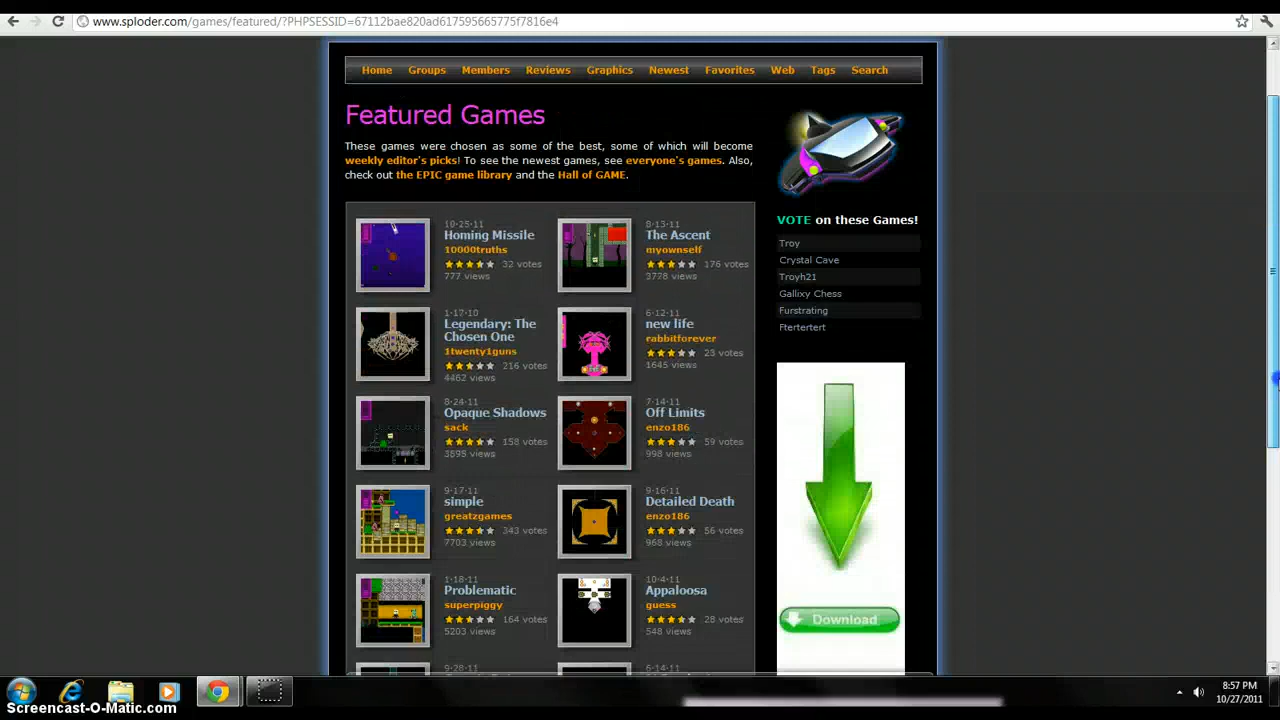 www.sploder.com/games/featured/?PHPSESSID=67112bae820ad617595665775f7816e4
Home Groups Members Reviews Graphics Newest Favorites Web Tags Search
Featured Games
These games were chosen as some of the best, some of which will become
weekly editor's picks! To see the newest games, see everyone's games. Also,
check out the EPIC game library and the Hall of GAME.
10-25-11
Homing Missile
10000truths
32 votes
777 views
8-13-11
The Ascent
myownself
176 votes
3778 views
1-17-10
Legendary: The
Chosen One
1twenty1guns
216 votes
4462 views
6-12-11
new life
rabbitforever
23 votes
1645 views
8-24-11
Opaque Shadows
sack
158 votes
3895 views
7-14-11
Off Limits
enzo186
59 votes
998 views
9-17-11
simple
greatzgames
343 votes
7703 views
9-16-11
Detailed Death
enzo186
56 votes
968 views
1-18-11
Problematic
superpiggy
164 votes
5203 views
10-4-11
Appaloosa
guess
28 votes
548 views
9-28-11
6-14-11
VOTE on these Games!
Troy
Crystal Cave
Troyh21
Gallixy Chess
Furstrating
Ftertertert
Download
8:57 PM
10/27/2011
Screencast-O-Matic.com